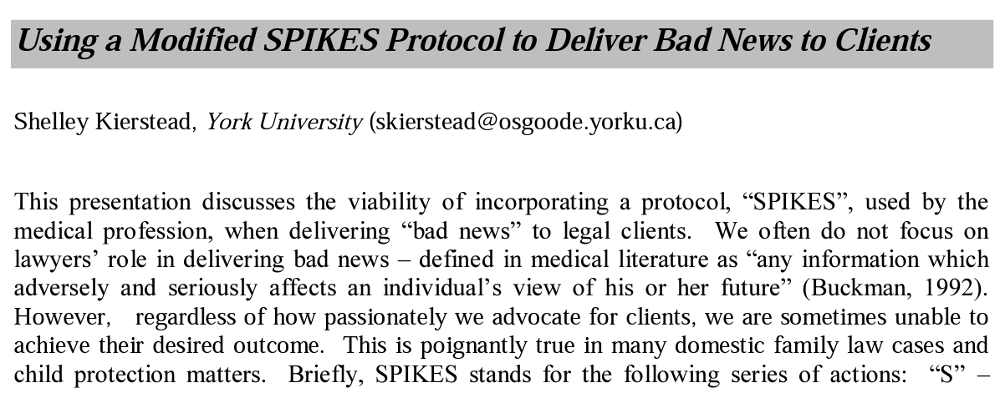 Using a Modified SPIKES Protocol to Deliver Bad News to Clients
Shelley Kierstead, York University (skierstead@osgoode.yorku.ca)
This presentation discusses the viability of incorporating a protocol, “SPIKES”, used by the
medical profession, when delivering “bad news” to legal clients.  We often do not focus on
lawyers’ role in delivering bad news – defined in medical literature as “any information which
adversely and seriously affects an individual’s view of his or her future” (Buckman, 1992).
However,   regardless of how passionately we advocate for clients, we are sometimes unable to
achieve their desired outcome.  This is poignantly true in many domestic family law cases and
child protection matters.  Briefly, SPIKES stands for the following series of actions:  “S” –